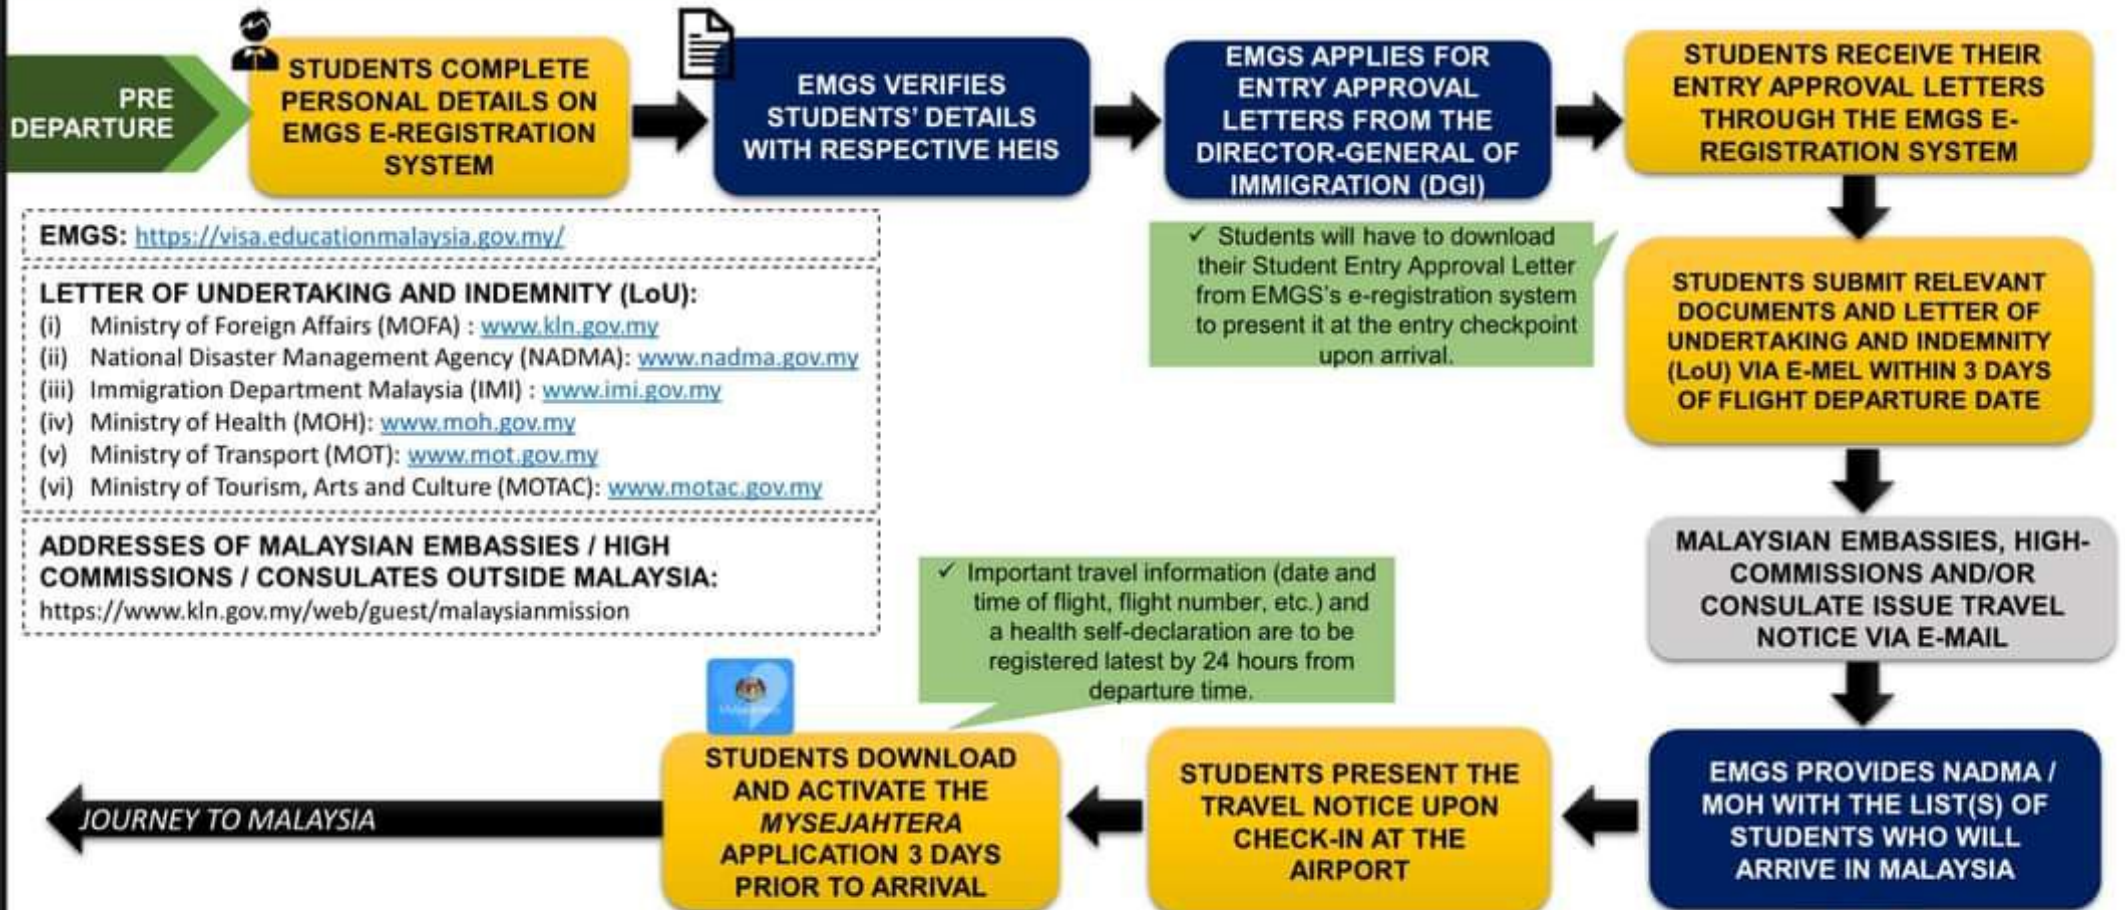 PRE
DEPARTURE
STUDENTS COMPLETE
PERSONAL DETAILS ON
EMGS E-REGISTRATION
SYSTEM
EMGS VERIFIES
STUDENTS' DETAILS
WITH RESPECTIVE HEIS
EMGS APPLIES FOR
ENTRY APPROVAL
LETTERS FROM THE
DIRECTOR-GENERAL OF
IMMIGRATION (DGI)
STUDENTS RECEIVE THEIR
ENTRY APPROVAL LETTERS
THROUGH THE EMGS E-
REGISTRATION SYSTEM
✓ Students will have to download
their Student Entry Approval Letter
from EMGS's e-registration system
to present it at the entry checkpoint
upon arrival.
EMGS: https://visa.educationmalaysia.gov.my/
LETTER OF UNDERTAKING AND INDEMNITY (LoU):
(i) Ministry of Foreign Affairs (MOFA) : www.kln.gov.my
(ii) National Disaster Management Agency (NADMA): www.nadma.gov.my
(iii) Immigration Department Malaysia (IMI) : www.imi.gov.my
(iv) Ministry of Health (MOH): www.moh.gov.my
(v) Ministry of Transport (MOT): www.mot.gov.my
(vi) Ministry of Tourism, Arts and Culture (MOTAC): www.motac.gov.my
ADDRESSES OF MALAYSIAN EMBASSIES / HIGH
COMMISSIONS / CONSULATES OUTSIDE MALAYSIA:
https://www.kln.gov.my/web/guest/malaysianmission
STUDENTS SUBMIT RELEVANT
DOCUMENTS AND LETTER OF
UNDERTAKING AND INDEMNITY
(LoU) VIA E-MEL WITHIN 3 DAYS
OF FLIGHT DEPARTURE DATE
MALAYSIAN EMBASSIES, HIGH-
COMMISSIONS AND/OR
CONSULATE ISSUE TRAVEL
NOTICE VIA E-MAIL
EMGS PROVIDES NADMA /
MOH WITH THE LIST(S) OF
STUDENTS WHO WILL
ARRIVE IN MALAYSIA
STUDENTS PRESENT THE
TRAVEL NOTICE UPON
CHECK-IN AT THE
AIRPORT
✓ Important travel information (date and
time of flight, flight number, etc.) and
a health self-declaration are to be
registered latest by 24 hours from
departure time.
STUDENTS DOWNLOAD
AND ACTIVATE THE
MYSEJAHTERA
APPLICATION 3 DAYS
PRIOR TO ARRIVAL
JOURNEY TO MALAYSIA